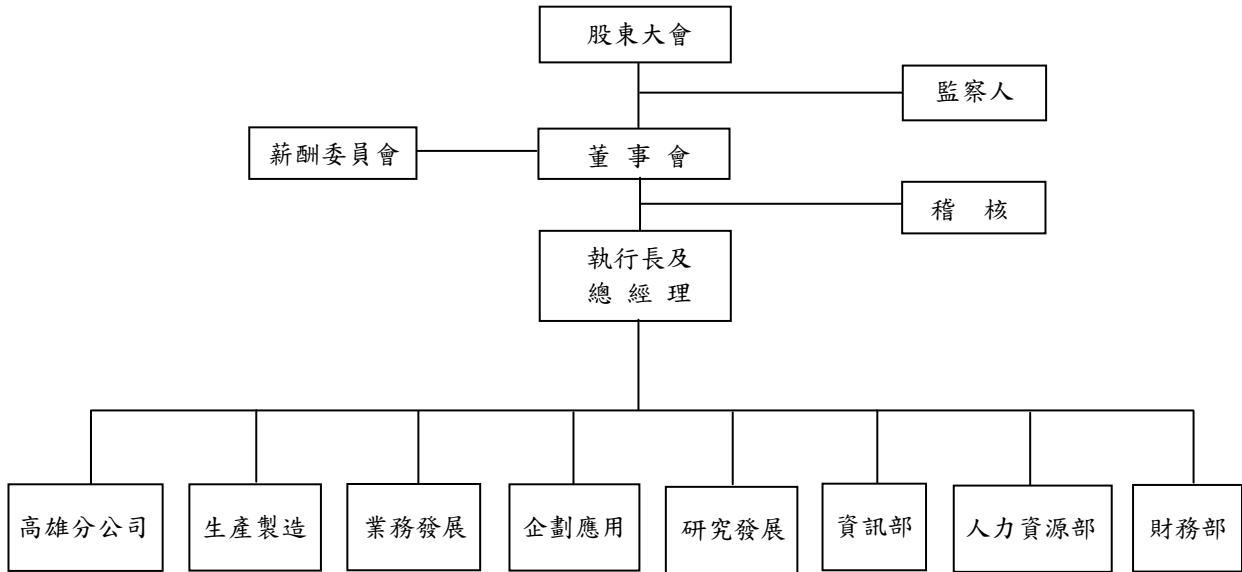 股東大會
監察人
薪酬委員會
董 事 會
稽 核
執行長及
總 經 理
高雄分公司
生產製造
業務發展
企劃應用
研究發展
資訊部
人力資源部
財務部